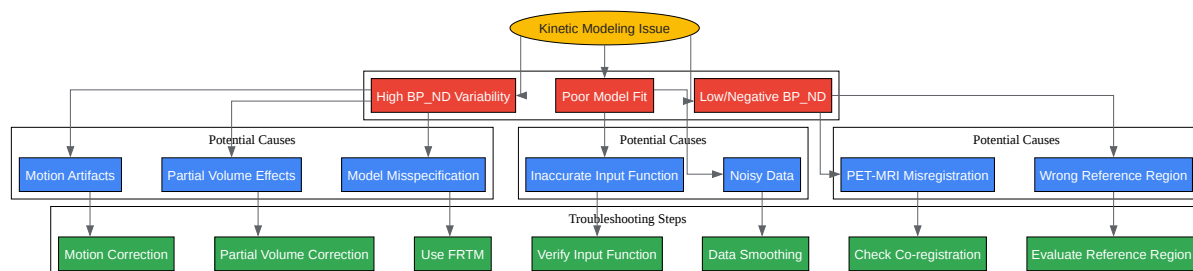 Kinetic Modeling Issue
High BP_ND Variability
Poor Model Fit
Low/Negative BP_ND
Potential Causes
Potential Causes
Potential Causes
Motion Artifacts
Partial Volume Effects
Model Misspecification
Inaccurate Input Function
Noisy Data
PET-MRI Misregistration
Wrong Reference Region
Troubleshooting Steps
Motion Correction
Partial Volume Correction
Use FRTM
Verify Input Function
Data Smoothing
Check Co-registration
Evaluate Reference Region